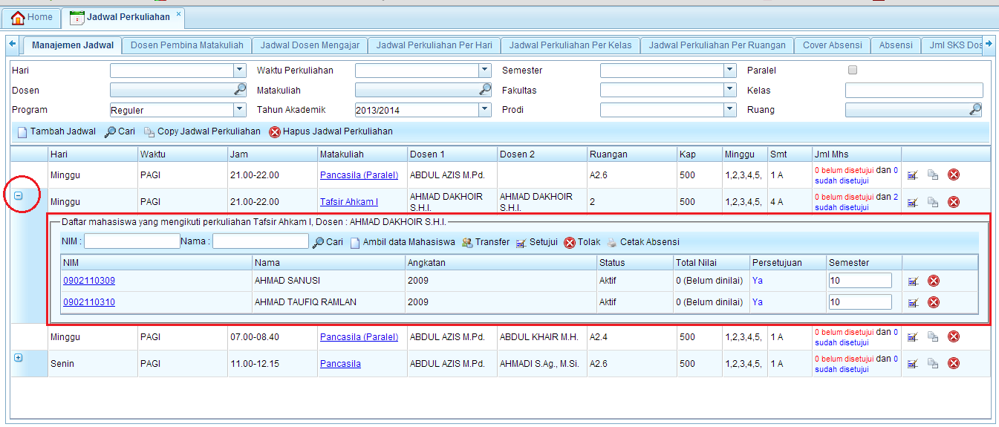 Home Jadwal Perkuliahan
Manajemen Jadwal Dosen Pembina Matakuliah Jadwal Dosen Mengajar Jadwal Perkuliahan Per Hari Jadwal Perkuliahan Per Kelas Jadwal Perkuliahan Per Ruangan Cover Absensi Absensi Jml SKS Dos
Hari Waktu Perkuliahan Semester Paralel
Dosen Matakuliah Fakultas Kelas
Program Reguler Tahun Akademik 2013/2014 Prodi Ruang
Tambah Jadwal Cari Copy Jadwal Perkuliahan Hapus Jadwal Perkuliahan
Hari Waktu Jam Matakuliah Dosen 1 Dosen 2 Ruangan Kap Minggu Smt Jml Mhs
Minggu PAGI 21.00-22.00 Pancasila (Paralel) ABDUL AZIS M.Pd. A2.6 500 1,2,3,4,5, 1 A 0 belum disetujui dan 0
sudah disetujui
Minggu PAGI 21.00-22.00 Tafsir Ahkam I AHMAD DAKHOIR AHMAD DAKHOIR 2 500 1,2,3,4,5, 4 A 0 belum disetujui dan 2
S.H.I. S.H.I. sudah disetujui
Daftar mahasiswa yang mengikuti perkuliahan Tafsir Ahkam I, Dosen : AHMAD DAKHOIR S.H.I.
NIM : Nama : Cari Ambil data Mahasiswa Transfer Setujui Tolak Cetak Absensi
NIM Nama Angkatan Status Total Nilai Persetujuan Semester
0902110309 AHMAD SANUSI 2009 Aktif 0 (Belum dinilai) Ya 10
0902110310 AHMAD TAUFIQ RAMLAN 2009 Aktif 0 (Belum dinilai) Ya 10
Minggu PAGI 07.00-08.40 Pancasila (Paralel) ABDUL AZIS M.Pd. ABDUL KHAIR M.H. A2.4 500 1,2,3,4,5, 1 A 0 belum disetujui dan 0
sudah disetujui
Senin PAGI 11.00-12.15 Pancasila ABDUL AZIS M.Pd. AHMADI S.Ag., M.Si. A2.6 500 1,2,3,4,5, 1 A 0 belum disetujui dan 0
sudah disetujui